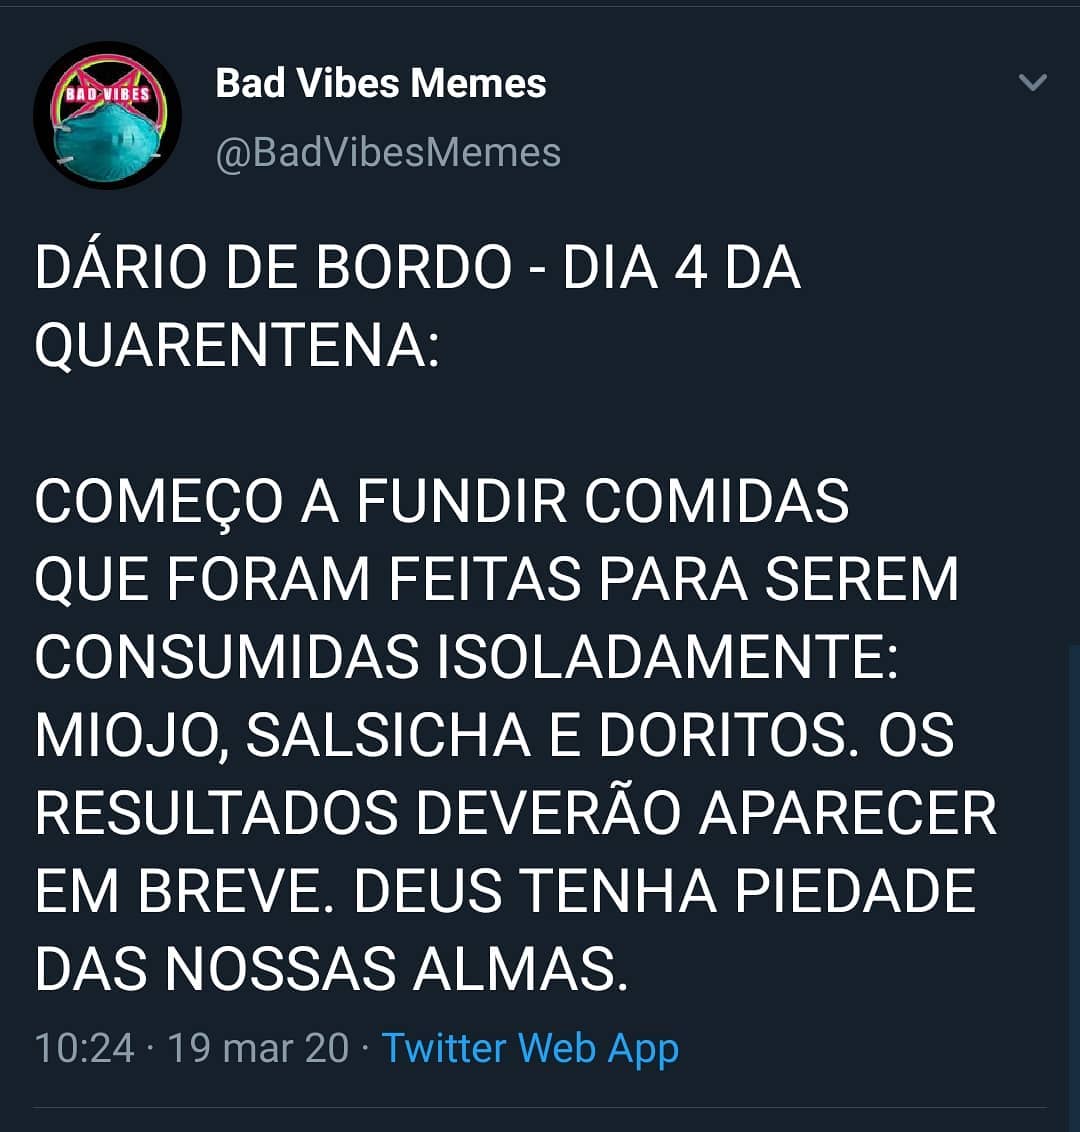 BAD VIBES
Bad Vibes Memes
@BadVibesMemes
DÁRIO DE BORDO - DIA 4 DA
QUARENTENA:
COMEÇO A FUNDIR COMIDAS
QUE FORAM FEITAS PARA SEREM
CONSUMIDAS ISOLADAMENTE:
MIOJO, SALSICHA E DORITOS. OS
RESULTADOS DEVERÃO APARECER
EM BREVE. DEUS TENHA PIEDADE
DAS NOSSAS ALMAS.
10:24 · 19 mar 20 · Twitter Web App